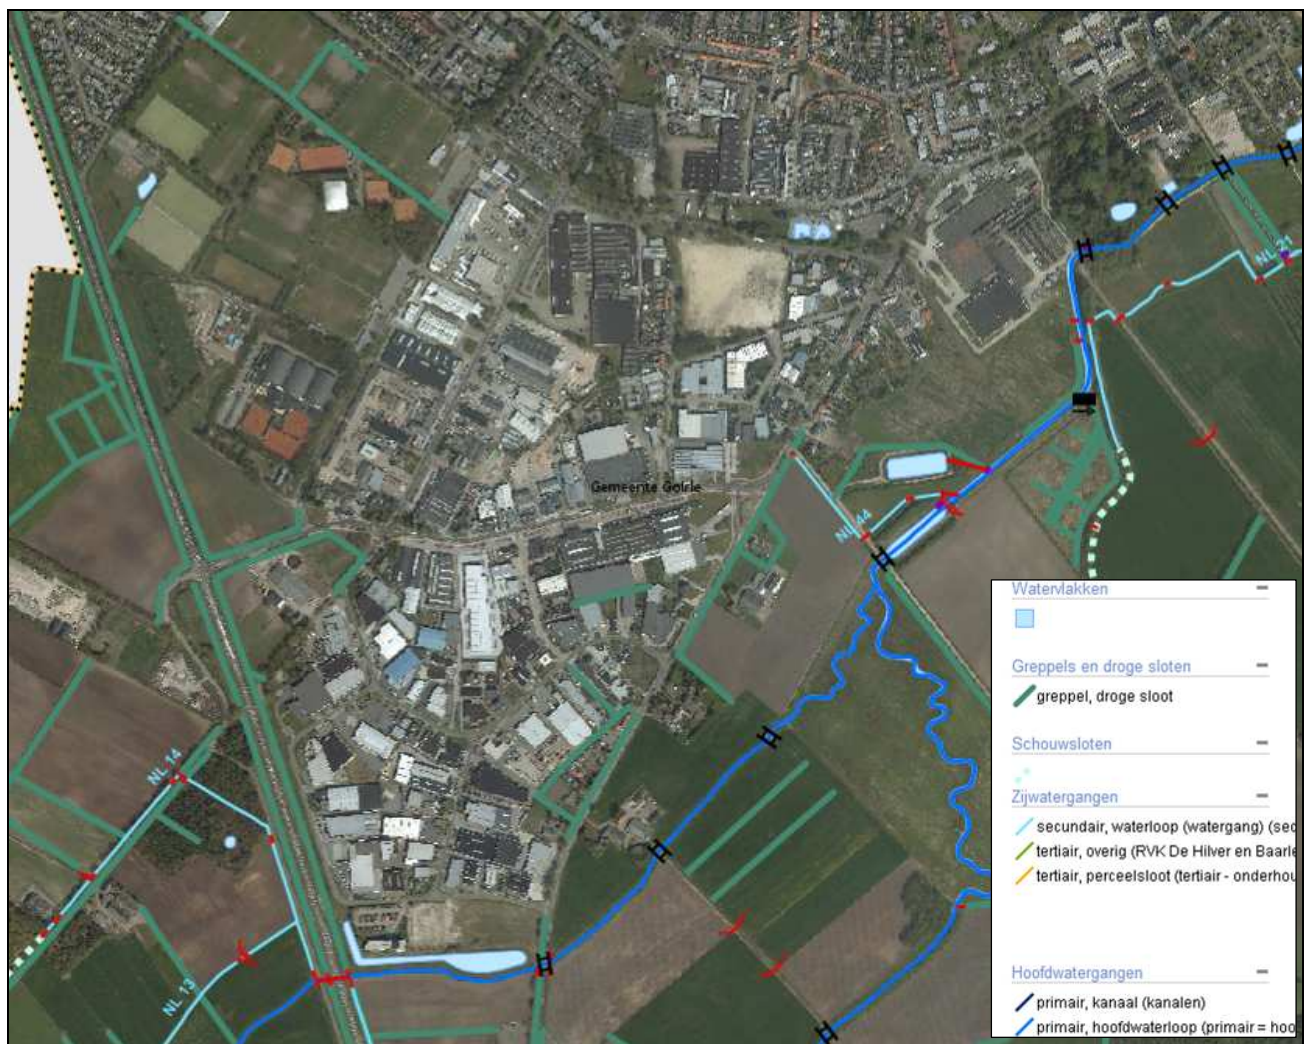 NL 21
Gemeente Goirle
NL 44
NL 14
NL 13
Watervlakken
Greppels en droge sloten
greppel, droge sloot
Schouwsloten
Zijwatergangen
secundair, waterloop (watergang) (sec
tertiair, overig (RVK De Hilver en Baarle
tertiair, perceelsloot (tertiair - onderhou
Hoofdwatergangen
primair, kanaal (kanalen)
primair, hoofdwaterloop (primair = hoo